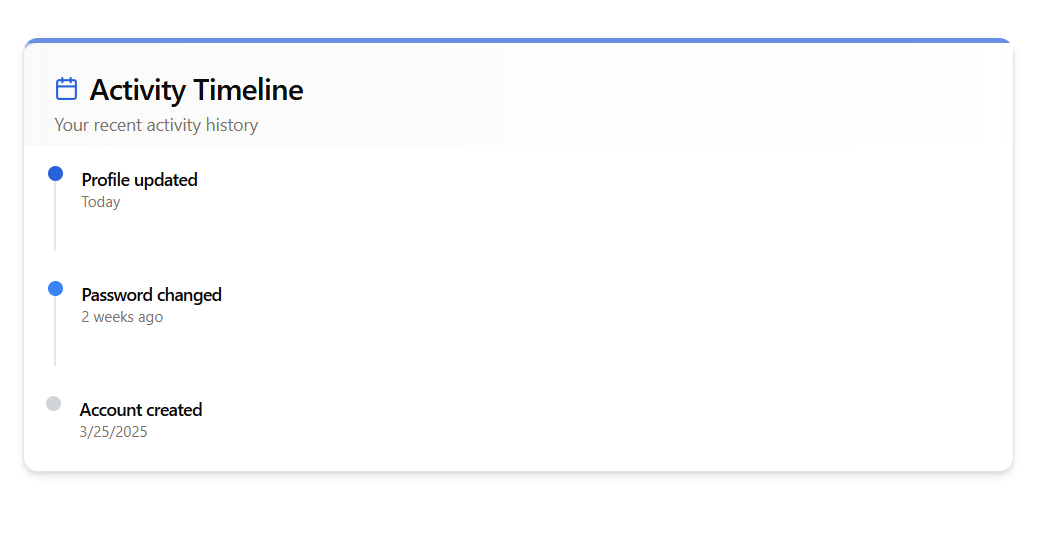 Activity Timeline
Your recent activity history
Profile updated
Today
Password changed
2 weeks ago
Account created
3/25/2025